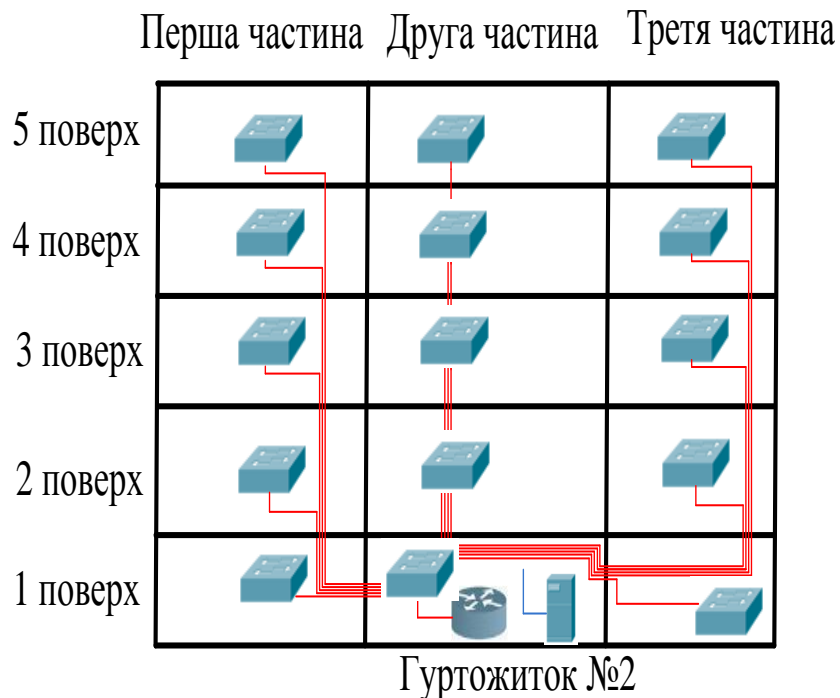 Перша частина Друга частина Третя частина
5 поверх
4 поверх
3 поверх
2 поверх
1 поверх
Гуртожиток №2